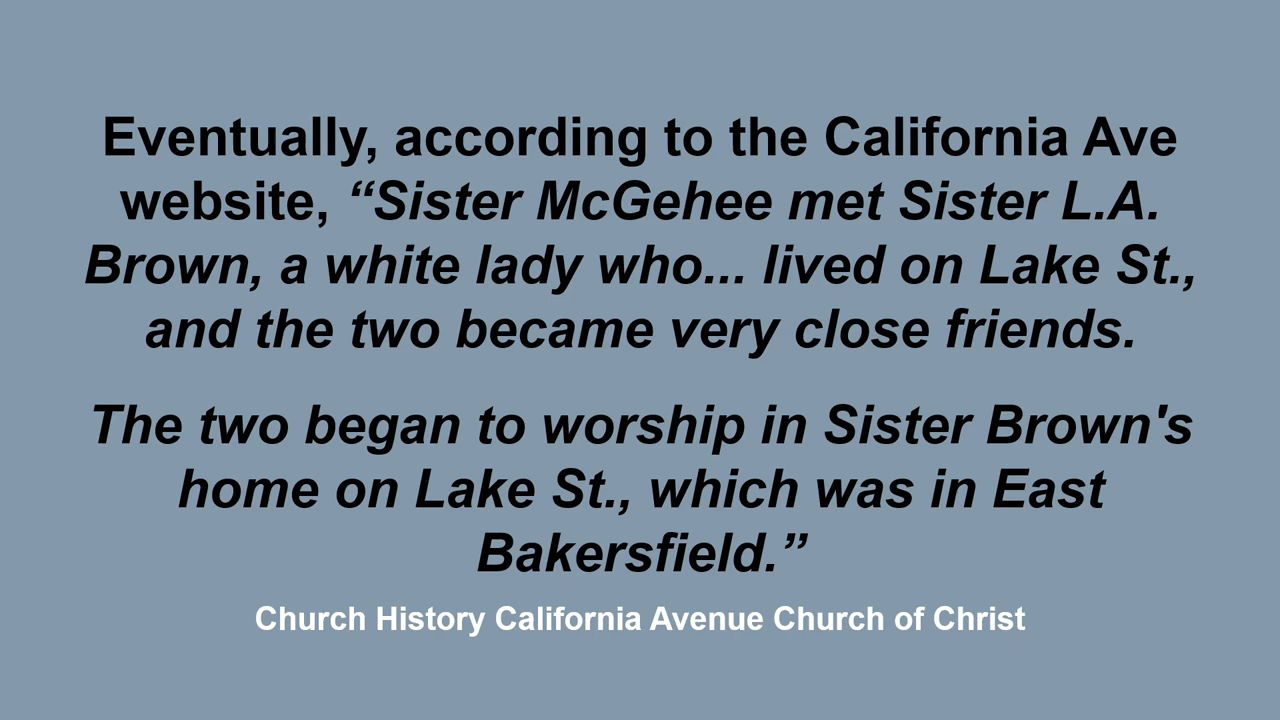 Eventually, according to the California Ave
website, “Sister McGehee met Sister L.A.
Brown, a white lady who... lived on Lake St.,
and the two became very close friends.
The two began to worship in Sister Brown's
home on Lake St., which was in East
Bakersfield.”
Church History California Avenue Church of Christ